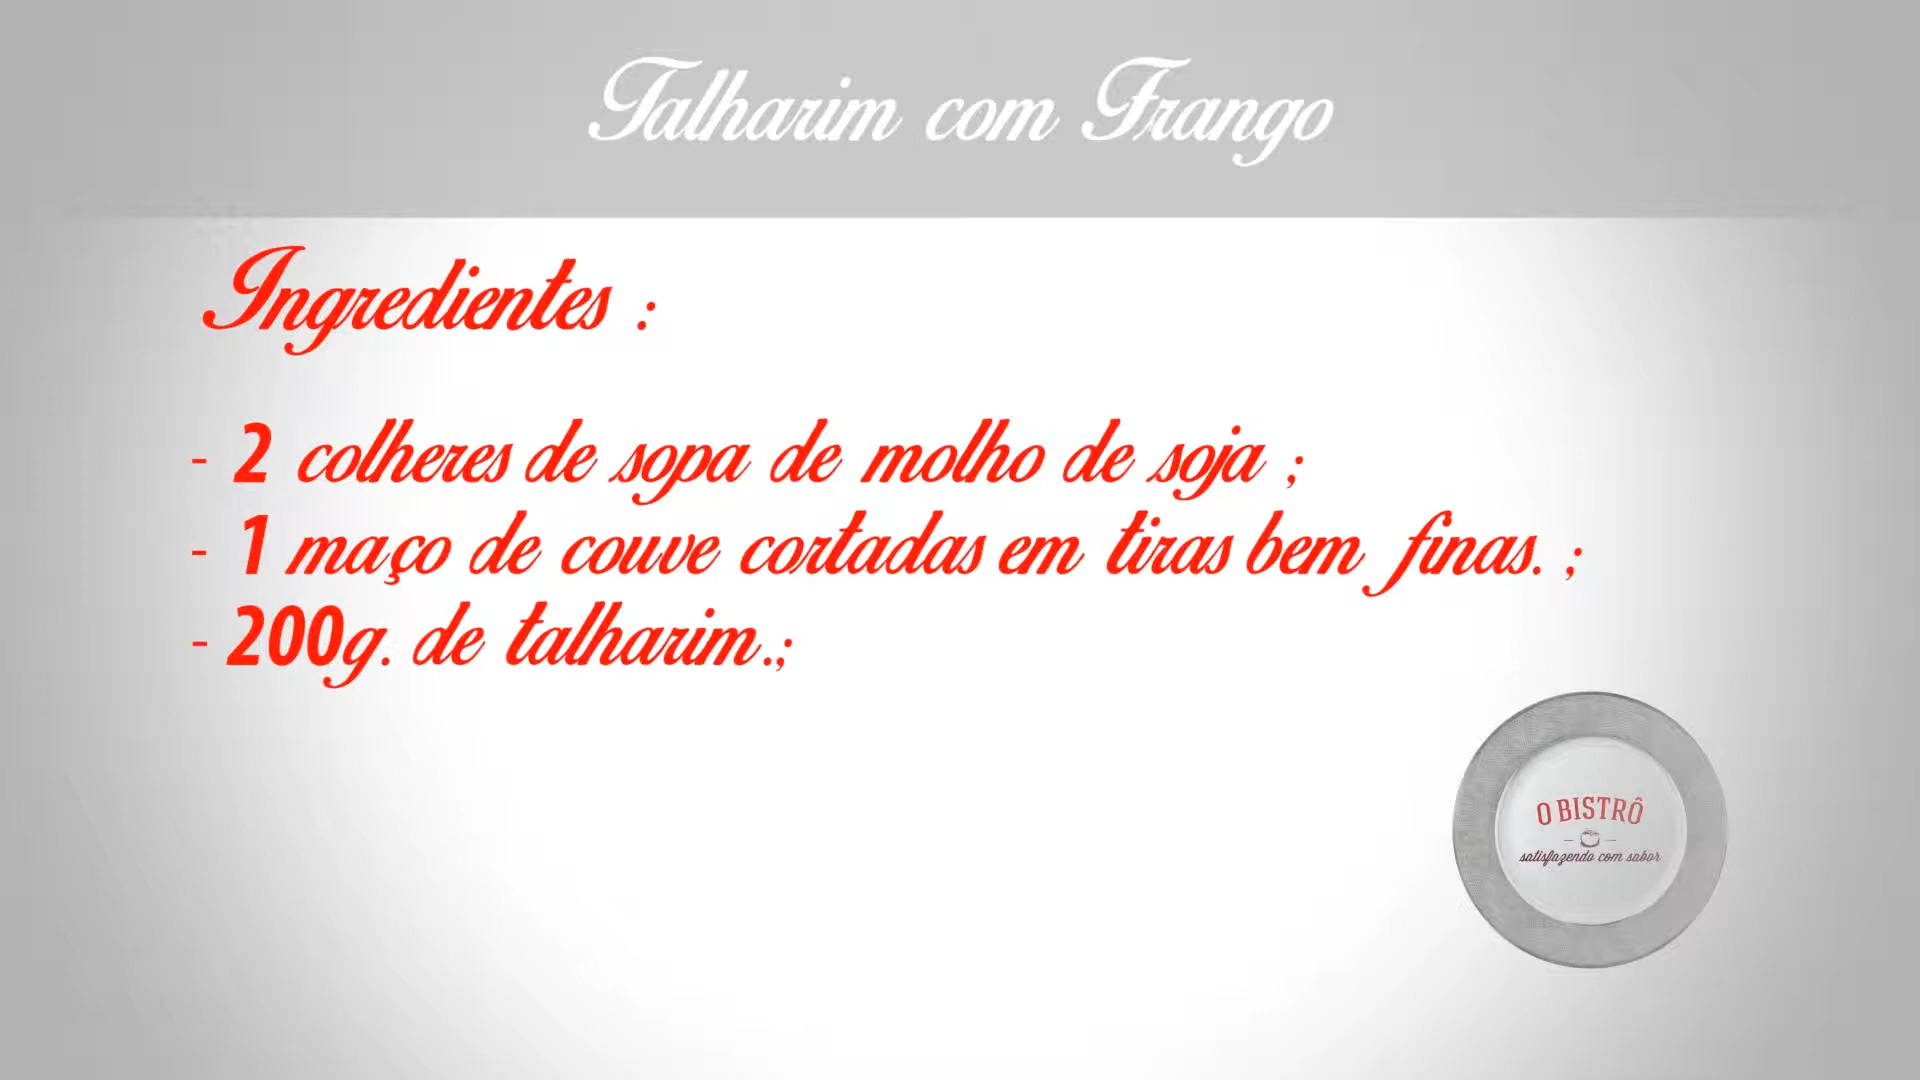 Talharim com Frango
Ingredientes :
- 2 colheres de sopa de molho de soja ;
- 1 maço de couve cortadas em tiras bem finas. ;
- 200g. de talharim.;
O BISTRÔ
satisfazendo com sabor